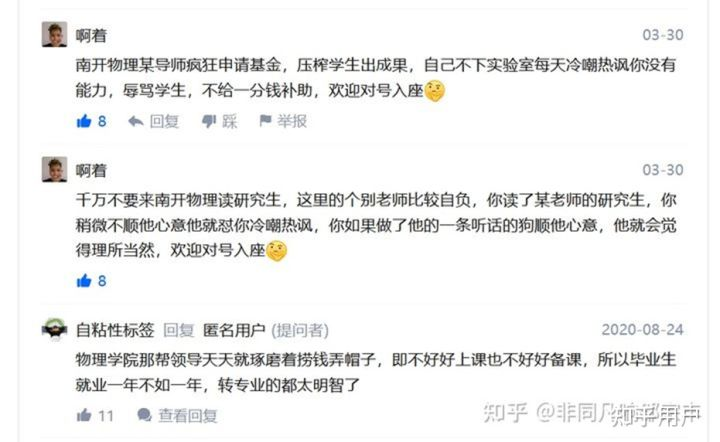 啊着 03-30
南开物理某导师疯狂申请基金，压榨学生出成果，自己不下实验室每天冷嘲热讽你没有
能力，辱骂学生，不给一分钱补助，欢迎对号入座🤔
8 回复 踩 举报
啊着 03-30
千万不要来南开物理读研究生，这里的个别老师比较自负，你读了某老师的研究生，你
稍微不顺他心意他就怼你冷嘲热讽，你如果做了他的一条听话的狗顺他心意，他就会觉
得理所当然，欢迎对号入座🤔
8
自粘性标签 回复 匿名用户 (提问者) 2020-08-24
物理学院那帮领导天天就琢磨着捞钱弄帽子，即不好好上课也不好好备课，所以毕业生
就业一年不如一年，转专业的都太明智了
11 查看回复
知乎 @非同凡
知乎用户